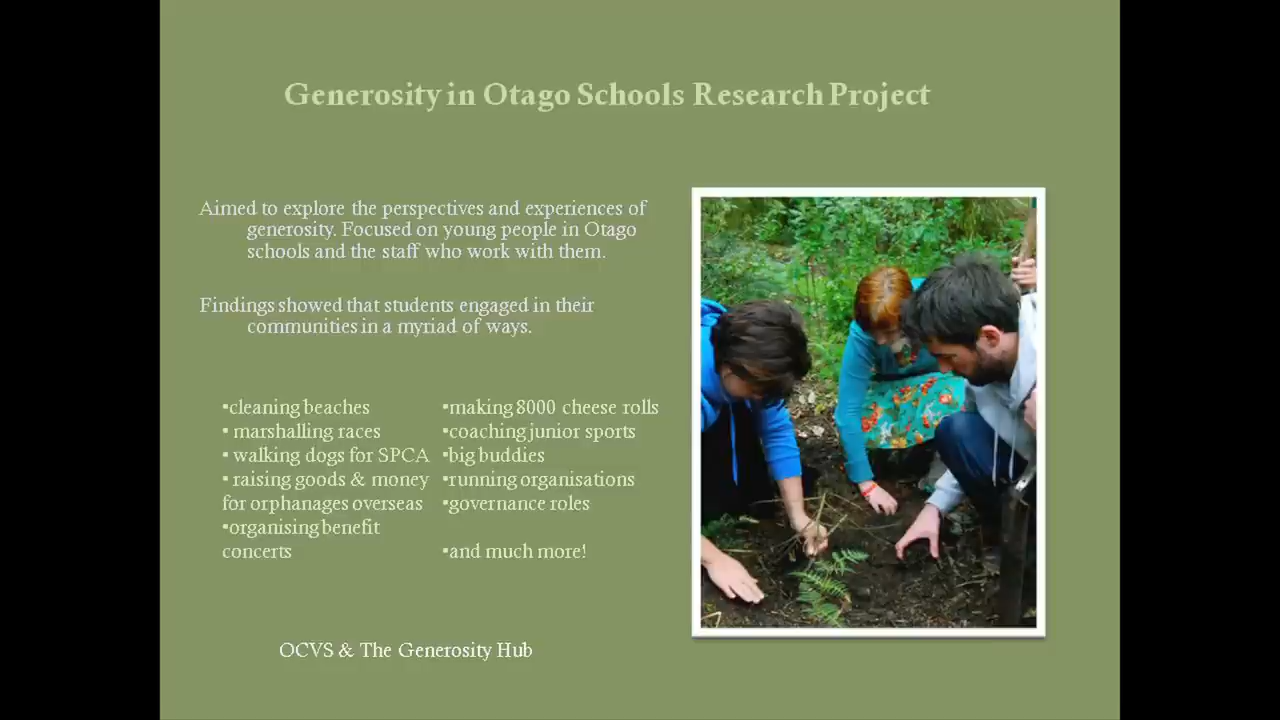 Generosity in Otago Schools Research Project
Aimed to explore the perspectives and experiences of
generosity. Focused on young people in Otago
schools and the staff who work with them.
Findings showed that students engaged in their
communities in a myriad of ways.
•cleaning beaches
• marshalling races
• walking dogs for SPCA
• raising goods & money
for orphanages overseas
•organising benefit
concerts
•making 8000 cheese rolls
•coaching junior sports
•big buddies
•running organisations
•governance roles
•and much more!
OCVS & The Generosity Hub